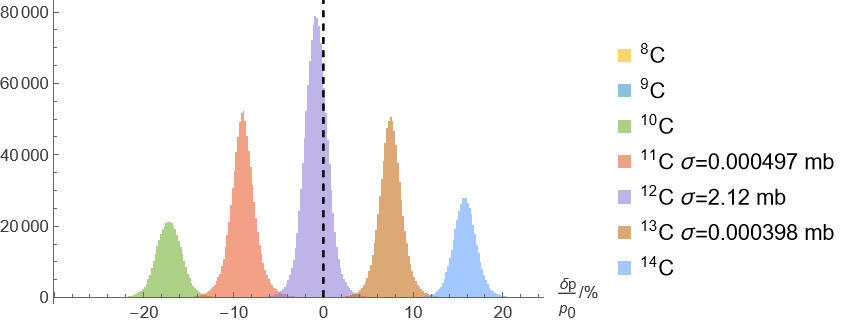 80 000
60 000
40 000
20 000
0
−20 −10 0 10 20
δp/p₀/%
⁸C
⁹C
¹⁰C
¹¹C σ=0.000497 mb
¹²C σ=2.12 mb
¹³C σ=0.000398 mb
¹⁴C